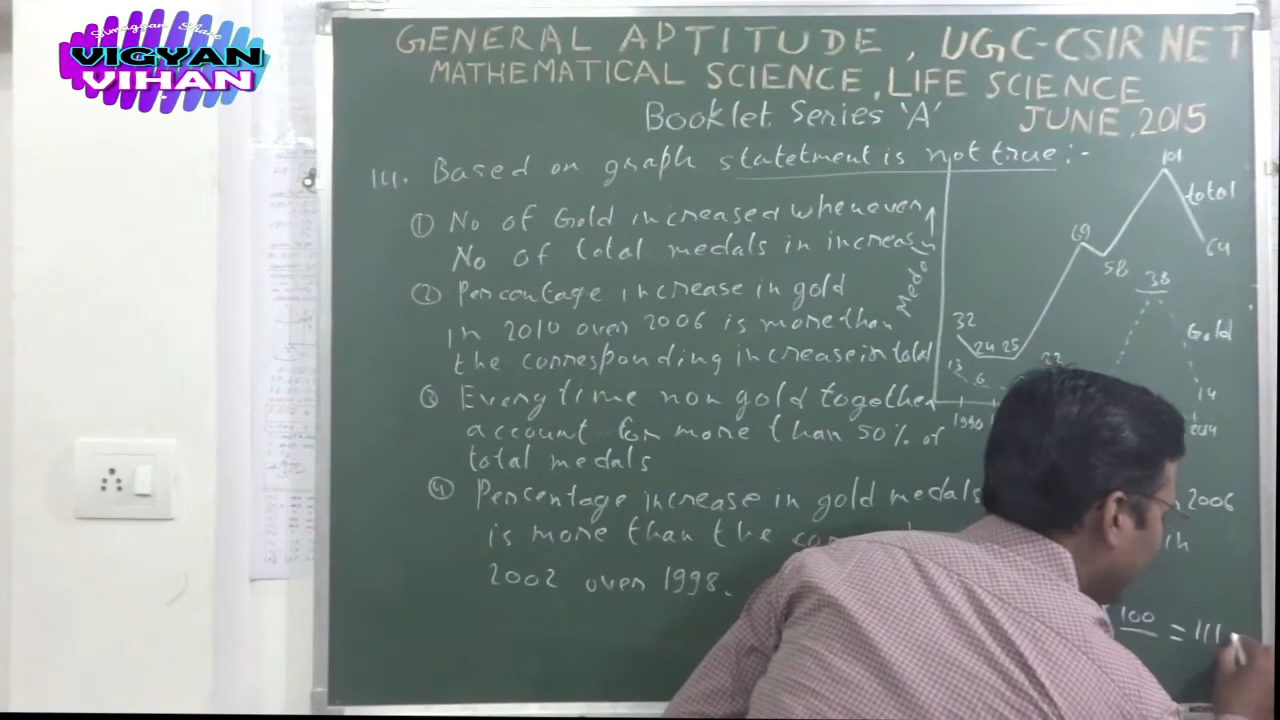 VIGYAN
VIHAN
GENERAL APTITUDE, UGC-CSIR NET
MATHEMATICAL SCIENCE, LIFE SCIENCE
Booklet Series 'A' JUNE, 2015
Based on graph statetment is not true:-
① No of Gold increased whenever
No of total medals in increas
② Percentage increase in gold
in 2010 over 2006 is more than
the corresponding increase in total
③ Every time non gold together
account for more than 50% of
total medals
④ Percentage increase in gold medals
is more than the
2002 over 1998.
Medal
101
total
69
64
58
38
32
24 25
Gold
13
6
22
14
1990
2014
2006
in
100
= 111